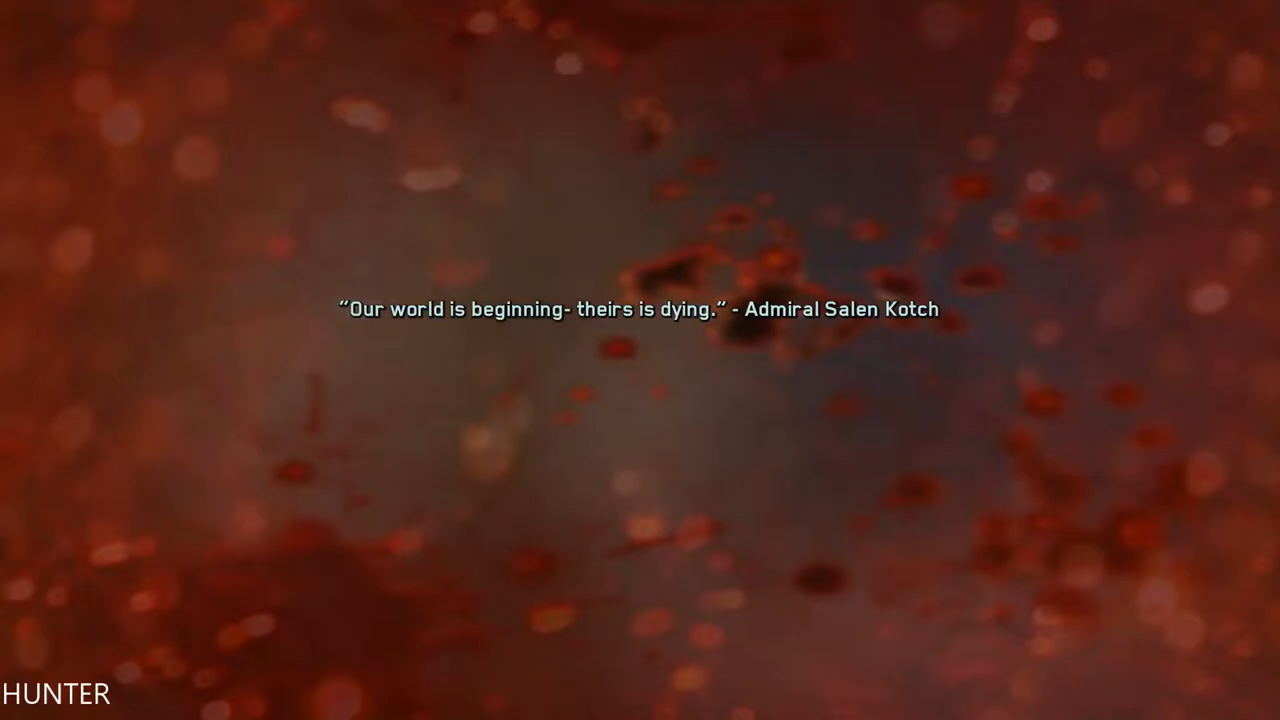 “Our world is beginning- theirs is dying.” - Admiral Salen Kotch
HUNTER